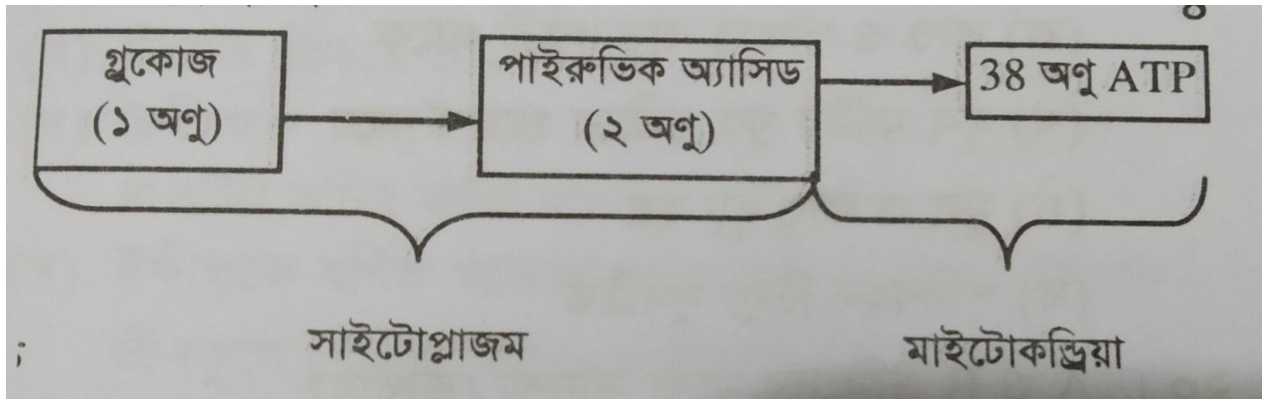 গ্লুকোজ
(১ অণু)
পাইরুভিক অ্যাসিড
(২ অণু)
38 অণু ATP
সাইটোপ্লাজম
মাইটোকন্ড্রিয়া
;